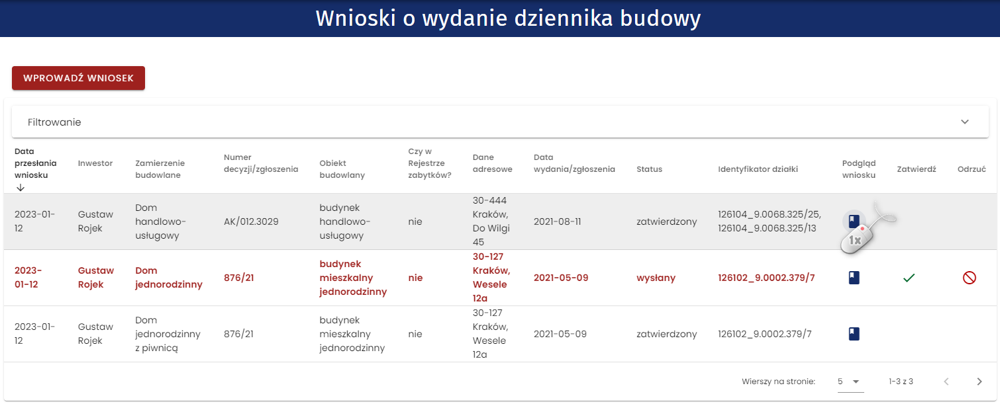 Wnioski o wydanie dziennika budowy
WPROWADŹ WNIOSEK
Filtrowanie
Data przesłania wniosku Inwestor Zamierzenie budowlane Numer decyzji/zgłoszenia Obiekt budowlany Czy w Rejestrze zabytków? Dane adresowe Data wydania/zgłoszenia Status Identyfikator działki Podgląd wniosku Zatwierdź Odrzuć
2023-01-12 Gustaw Rojek Dom handlowo-usługowy AK/012.3029 budynek handlowo-usługowy nie 30-444 Kraków, Do Wilgi 45 2021-08-11 zatwierdzony 126104_9.0068.325/25, 126104_9.0068.325/13
1x
2023-01-12 Gustaw Rojek Dom jednorodzinny 876/21 budynek mieszkalny jednorodzinny nie 30-127 Kraków, Wesele 12a 2021-05-09 wysłany 126102_9.0002.379/7
2023-01-12 Gustaw Rojek Dom jednorodzinny z piwnicą 876/21 budynek mieszkalny jednorodzinny nie 30-127 Kraków, Wesele 12a 2021-05-09 zatwierdzony 126102_9.0002.379/7
Wierszy na stronie: 5 1-3 z 3